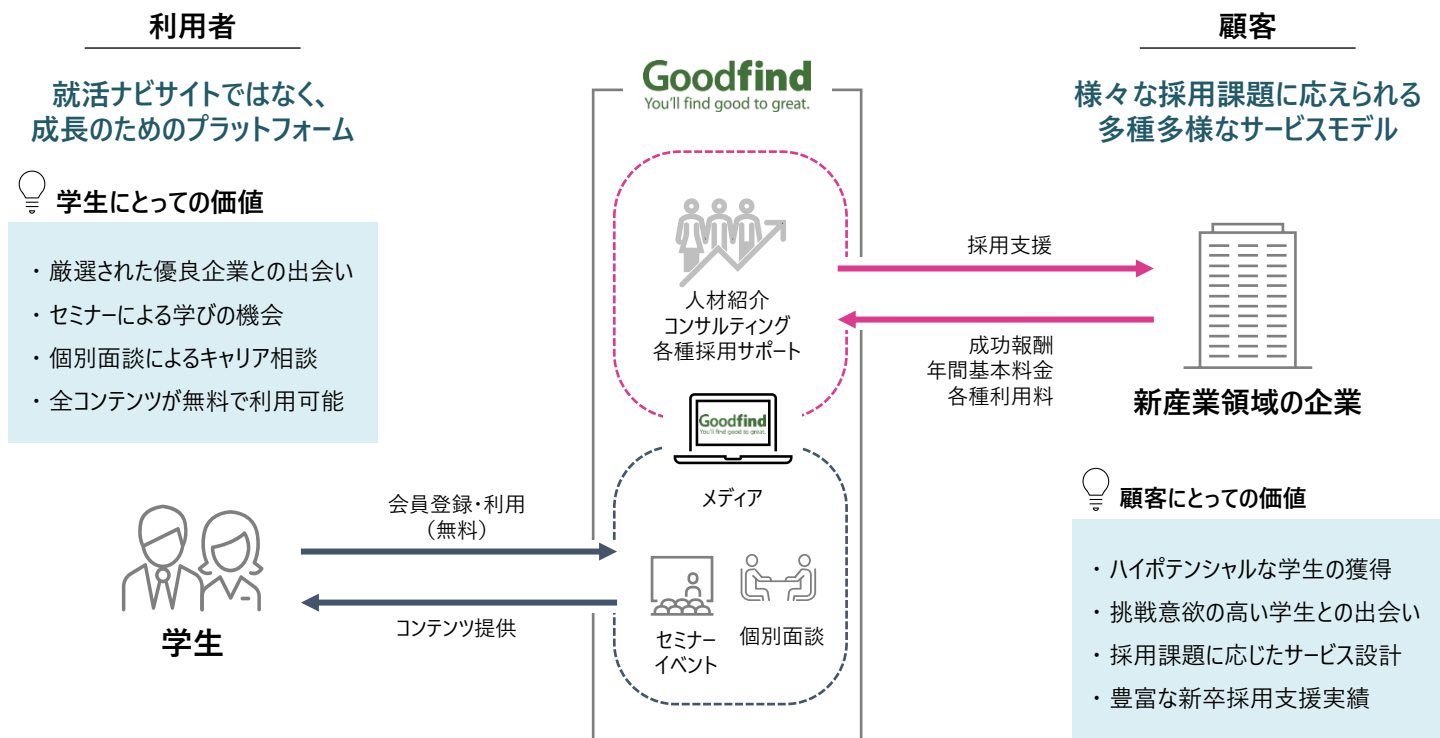 利用者
就活ナビサイトではなく、
成長のためのプラットフォーム
学生にとっての価値
・厳選された優良企業との出会い
・セミナーによる学びの機会
・個別面談によるキャリア相談
・全コンテンツが無料で利用可能
学生
会員登録・利用
（無料）
コンテンツ提供
Goodfind
You'll find good to great.
人材紹介
コンサルティング
各種採用サポート
Goodfind
You'll find good to great.
メディア
セミナー
イベント
個別面談
採用支援
成功報酬
年間基本料金
各種利用料
顧客
様々な採用課題に応えられる
多種多様なサービスモデル
新産業領域の企業
顧客にとっての価値
・ハイポテンシャルな学生の獲得
・挑戦意欲の高い学生との出会い
・採用課題に応じたサービス設計
・豊富な新卒採用支援実績